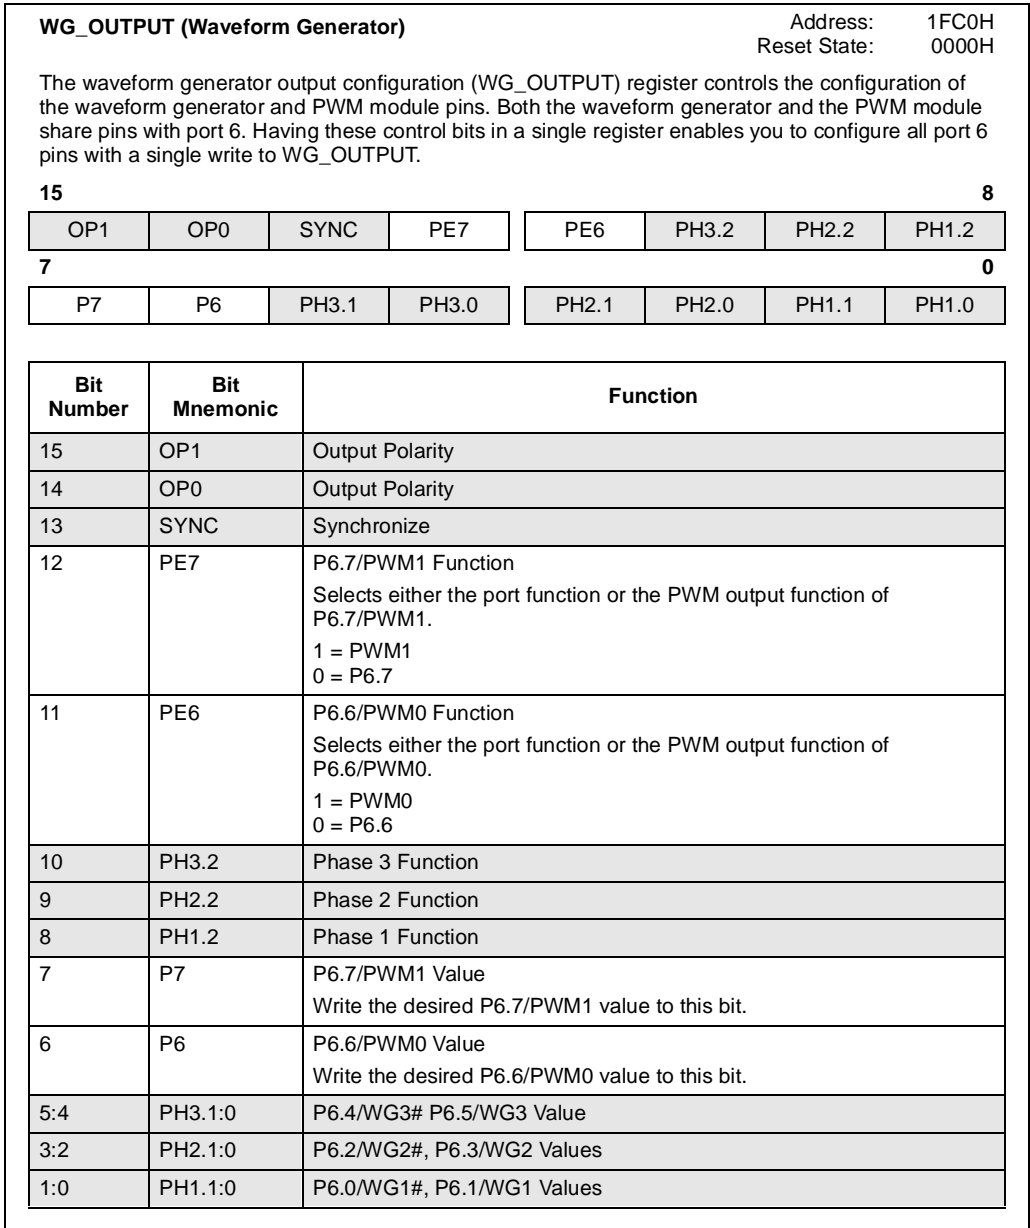 WG_OUTPUT (Waveform Generator)
Address: 1FC0H
Reset State: 0000H
The waveform generator output configuration (WG_OUTPUT) register controls the configuration of
the waveform generator and PWM module pins. Both the waveform generator and the PWM module
share pins with port 6. Having these control bits in a single register enables you to configure all port 6
pins with a single write to WG_OUTPUT.
15 8
OP1 OP0 SYNC PE7 PE6 PH3.2 PH2.2 PH1.2
7 0
P7 P6 PH3.1 PH3.0 PH2.1 PH2.0 PH1.1 PH1.0
Bit Number Bit Mnemonic Function
15 OP1 Output Polarity
14 OP0 Output Polarity
13 SYNC Synchronize
12 PE7 P6.7/PWM1 Function
Selects either the port function or the PWM output function of
P6.7/PWM1.
1 = PWM1
0 = P6.7
11 PE6 P6.6/PWM0 Function
Selects either the port function or the PWM output function of
P6.6/PWM0.
1 = PWM0
0 = P6.6
10 PH3.2 Phase 3 Function
9 PH2.2 Phase 2 Function
8 PH1.2 Phase 1 Function
7 P7 P6.7/PWM1 Value
Write the desired P6.7/PWM1 value to this bit.
6 P6 P6.6/PWM0 Value
Write the desired P6.6/PWM0 value to this bit.
5:4 PH3.1:0 P6.4/WG3# P6.5/WG3 Value
3:2 PH2.1:0 P6.2/WG2#, P6.3/WG2 Values
1:0 PH1.1:0 P6.0/WG1#, P6.1/WG1 Values